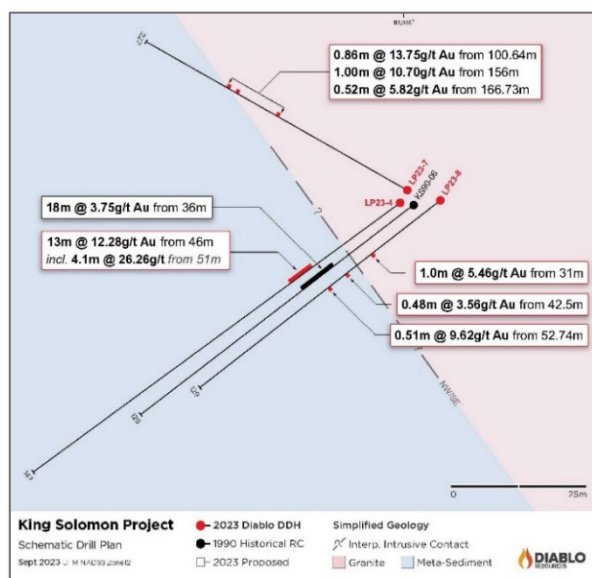 0.86m @ 13.75g/t Au from 100.64m
1.00m @ 10.70g/t Au from 156m
0.52m @ 5.82g/t Au from 166.73m
LP23-7
LP23-4
KS90-06
LP23-8
?
18m @ 3.75g/t Au from 36m
13m @ 12.28g/t Au from 46m
incl. 4.1m @ 26.26g/t from 51m
1.0m @ 5.46g/t Au from 31m
0.48m @ 3.56g/t Au from 42.5m
0.51m @ 9.62g/t Au from 52.74m
NW/SE
0 25m
King Solomon Project
Schematic Drill Plan
Sept 2023
2023 Diablo DDH
1990 Historical RC
2023 Proposed
Simplified Geology
Interp. Intrusive Contact
Granite
Meta-Sediment
DIABLO
RESOURCES